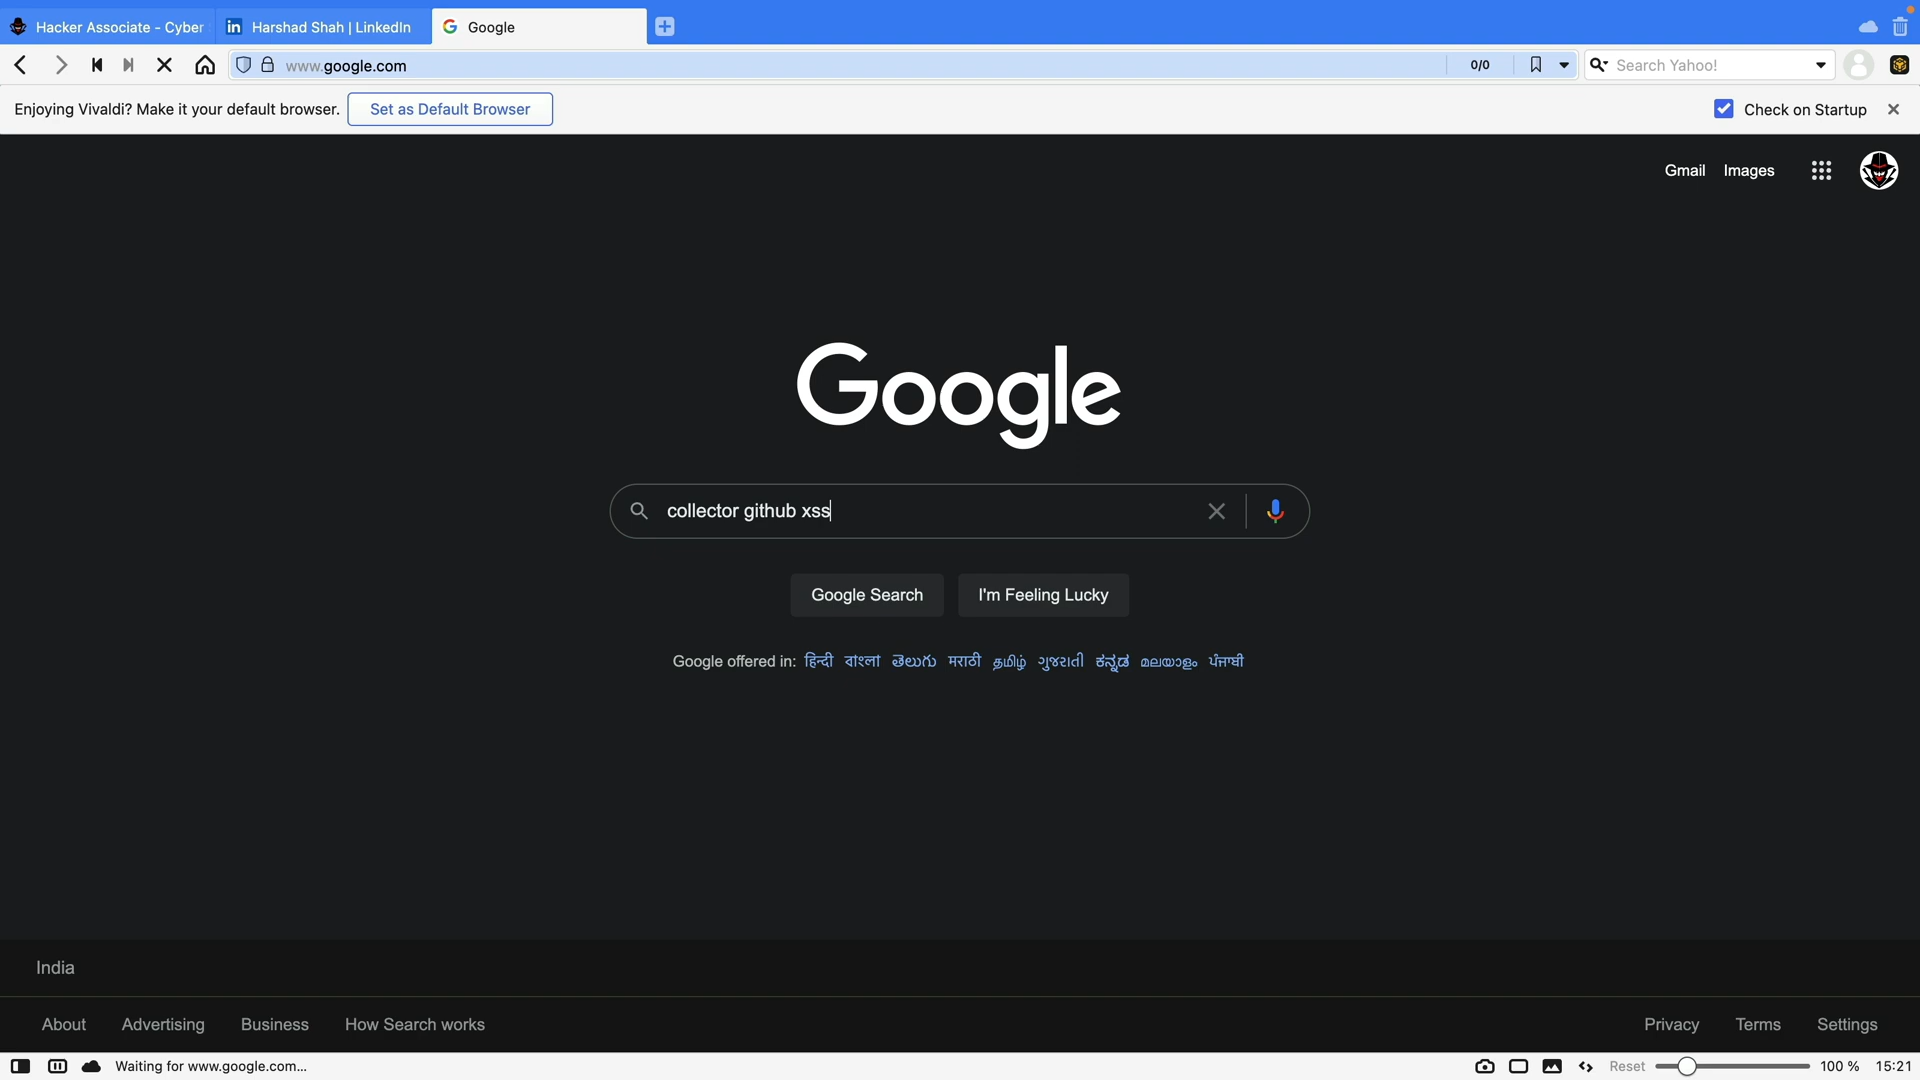 Hacker Associate - Cyber
Harshad Shah | LinkedIn
Google
www.google.com
0/0
Search Yahoo!
Enjoying Vivaldi? Make it your default browser.
Set as Default Browser
Check on Startup
Gmail
Images
Google
collector github xss
Google Search
I'm Feeling Lucky
Google offered in: हिन्दी বাংলা తెలుగు मराठी தமிழ் ગુજરાતી ಕನ್ನಡ മലയാളം ਪੰਜਾਬੀ
India
About
Advertising
Business
How Search works
Privacy
Terms
Settings
Waiting for www.google.com...
Reset
100 %
15:21